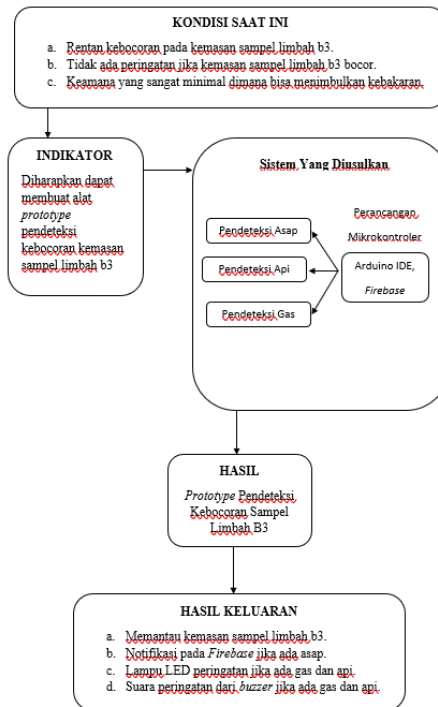 KONDISI SAAT INI
a. Rentan kebocoran pada kemasan sampel limbah b3.
b. Tidak ada peringatan jika kemasan sampel limbah b3 bocor.
c. Keamana yang sangat minimal dimana bisa menimbulkan kebakaran.
INDIKATOR
Diharapkan dapat
membuat alat
prototype
pendeteksi
kebocoran kemasan
sampel limbah b3
Sistem Yang Diusulkan
Pendeteksi Asap
Pendeteksi Api
Pendeteksi Gas
Perancangan
Mikrokontroler
Arduino IDE,
Firebase
HASIL
Prototype Pendeteksi
Kebocoran Sampel
Limbah B3
HASIL KELUARAN
a. Memantau kemasan sampel limbah b3.
b. Notifikasi pada Firebase jika ada asap.
c. Lampu LED peringatan jika ada gas dan api.
d. Suara peringatan dari buzzer jika ada gas dan api.